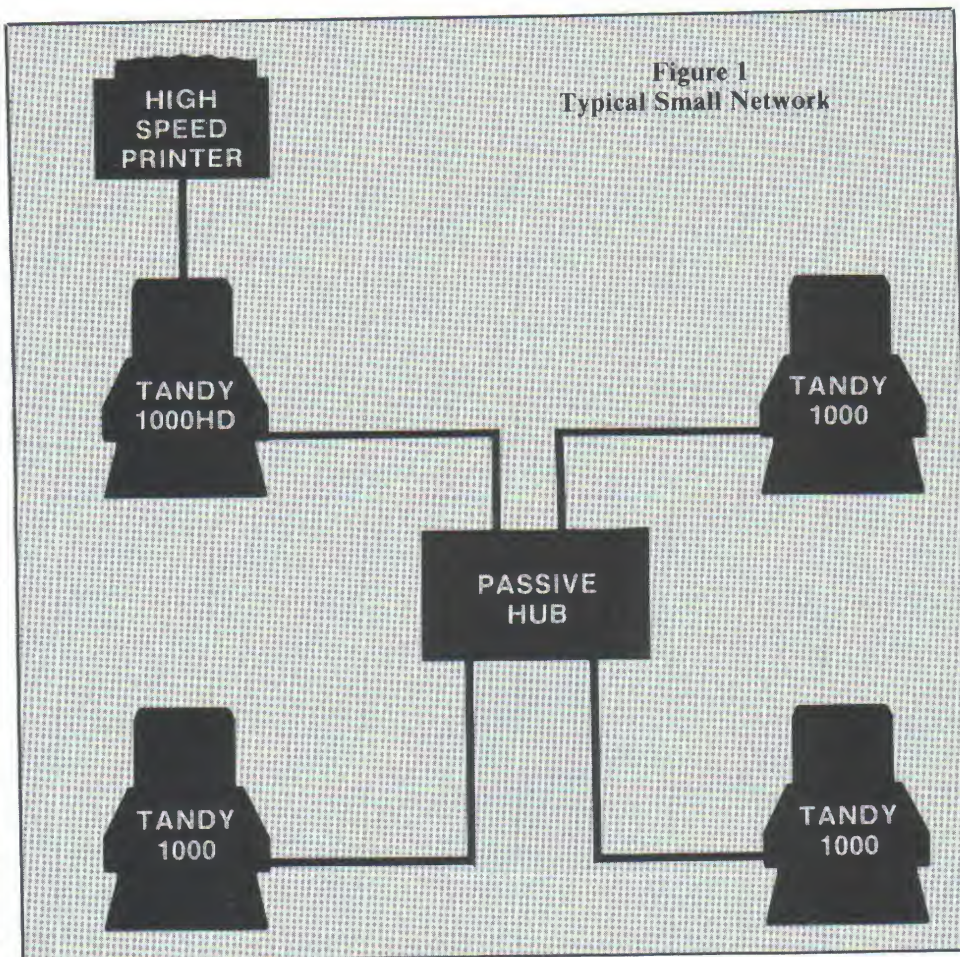 Figure 1
Typical Small Network
HIGH
SPEED
PRINTER
TANDY
1000HD
TANDY
1000
PASSIVE
HUB
TANDY
1000
TANDY
1000